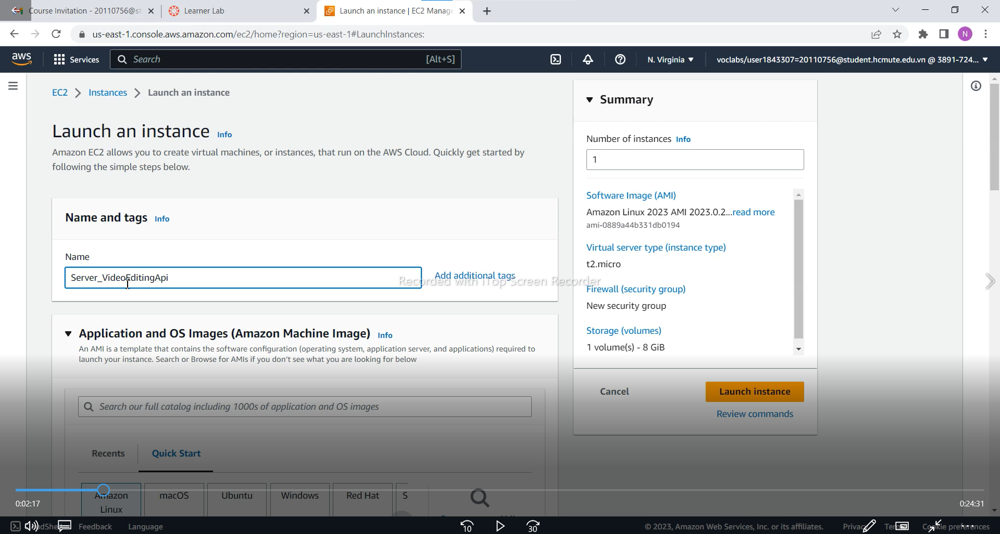 Course Invitation - 20110756@st
Learner Lab
Launch an instance | EC2 Manage
us-east-1.console.aws.amazon.com/ec2/home?region=us-east-1#LaunchInstances:
N
aws
Services
Search
[Alt+S]
N. Virginia
voclabs/user1843307=20110756@student.hcmute.edu.vn @ 3891-724...
EC2
Instances
Launch an instance
Launch an instance Info
Amazon EC2 allows you to create virtual machines, or instances, that run on the AWS Cloud. Quickly get started by
following the simple steps below.
Name and tags Info
Name
Server_VideoEditingApi
Add additional tags
Recorded with iTop Screen Recorder
Application and OS Images (Amazon Machine Image) Info
An AMI is a template that contains the software configuration (operating system, application server, and applications) required to
launch your instance. Search or Browse for AMIs if you don't see what you are looking for below
Search our full catalog including 1000s of application and OS images
Recents
Quick Start
Amazon
Linux
macOS
Ubuntu
Windows
Red Hat
S
Summary
Number of instances Info
1
Software Image (AMI)
Amazon Linux 2023 AMI 2023.0.2...read more
ami-0889a44b331db0194
Virtual server type (instance type)
t2.micro
Firewall (security group)
New security group
Storage (volumes)
1 volume(s) - 8 GiB
Cancel
Launch instance
Review commands
0:02:17
0:24:31
Feedback
Language
10
30
© 2023, Amazon Web Services, Inc. or its affiliates.
preferences